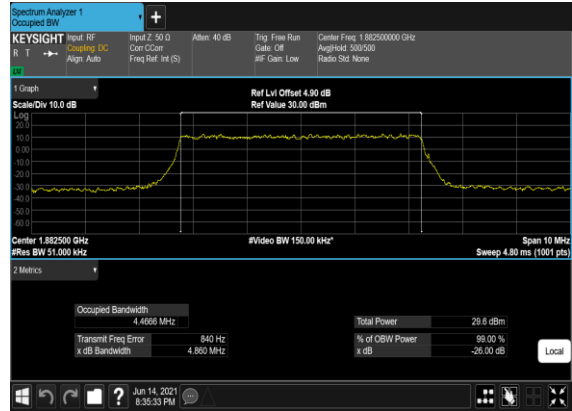 Spectrum Analyzer 1
Occupied BW
+
KEYSIGHT Input: RF Input Z: 50 Ω Atten: 40 dB Trig: Free Run Center Freq: 1.882500000 GHz
R T Coupling: DC Corr CCorr Gate: Off Avg|Hold: 500/500
Align: Auto Freq Ref: Int (S) #IF Gain: Low Radio Std: None
1 Graph
Ref Lvl Offset 4.90 dB
Scale/Div 10.0 dB Ref Value 30.00 dBm
Log
20.0
10.0
0.00
-10.0
-20.0
-30.0
-40.0
-50.0
-60.0
Center 1.882500 GHz #Video BW 150.00 kHz* Span 10 MHz
#Res BW 51.000 kHz Sweep 4.80 ms (1001 pts)
2 Metrics
Occupied Bandwidth
4.4666 MHz Total Power 29.6 dBm
Transmit Freq Error 840 Hz % of OBW Power 99.00 %
x dB Bandwidth 4.860 MHz x dB -26.00 dB
Local
? Jun 14, 2021
8:35:33 PM